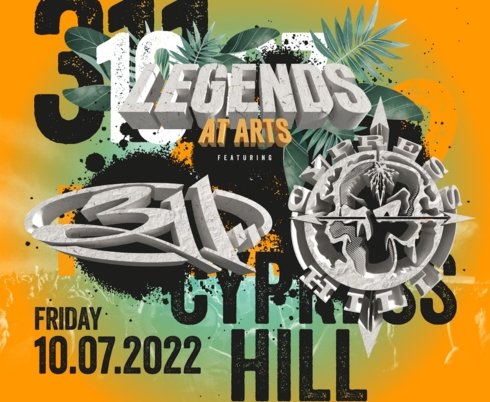 311
LEGENDS
AT ARTS
FEATURING
311
CYPRESS
HILL
CYPRESS
HILL
FRIDAY
10.07.2022